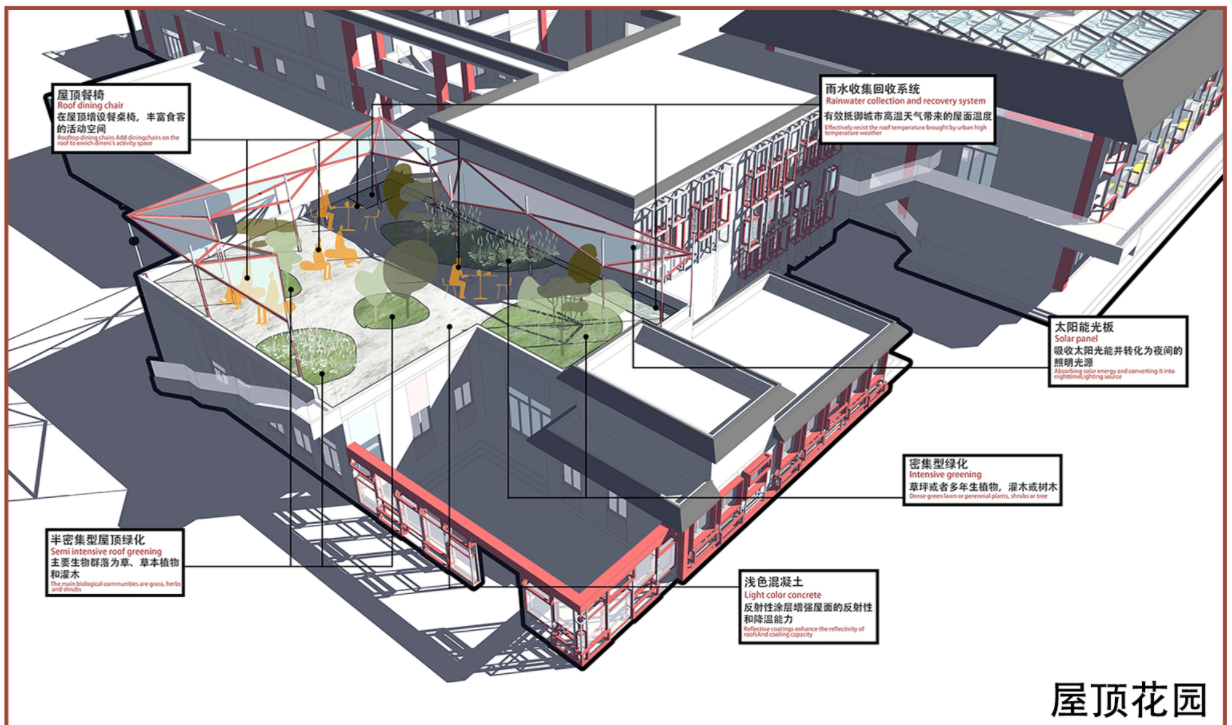 屋顶餐椅
Roof dining chair
在屋顶增设餐桌椅，丰富食客
的活动空间
Rooftop dining chairs Add diningchairs on the
roof to enrich diners's activity space
雨水收集回收系统
Rainwater collection and recovery system
有效抵御城市高温天气带来的屋面温度
Effectively resist the roof temperature brought by urban high
temperature weather
太阳能光板
Solar panel
吸收太阳光能并转化为夜间的
照明光源
Absorbing solar energy and converting it into
nighttimeLighting source
密集型绿化
Intensive greening
草坪或者多年生植物，灌木或树木
Dense green lawn or perennial plants, shrubs or tree
半密集型屋顶绿化
Semi intensive roof greening
主要生物群落为草、草本植物
和灌木
The main biological communities are grass, herbs
and shrubs
浅色混凝土
Light color concrete
反射性涂层增强屋面的反射性
和降温能力
Reflective coatings enhance the reflectivity of
roofsAnd cooling capacity
屋顶花园